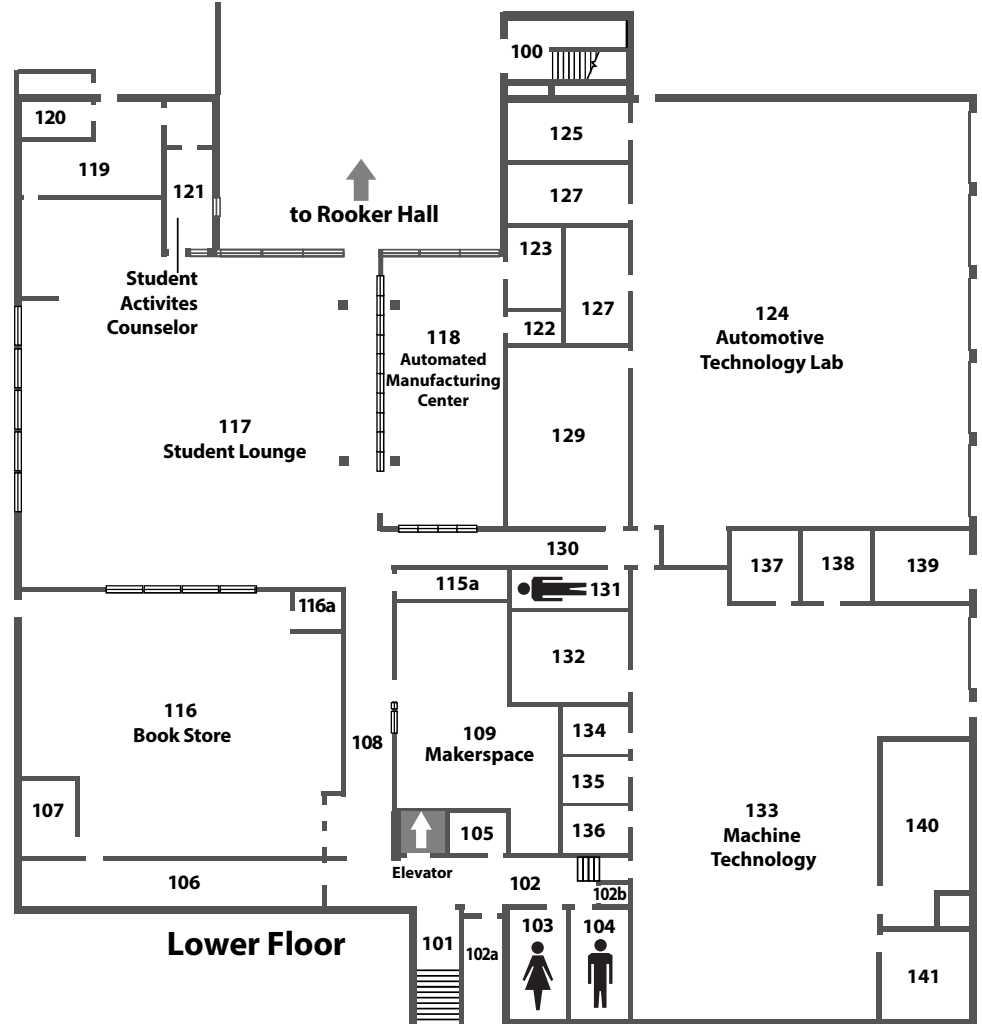 100
120
125
119
121
127
to Rooker Hall
123
Student
Activites
Counselor
127
122
118
Automated
Manufacturing
Center
124
Automotive
Technology Lab
117
Student Lounge
129
130
137
138
139
115a
131
116a
132
116
Book Store
108
109
Makerspace
134
135
107
105
136
133
Machine
Technology
140
Elevator
106
102
102b
103
104
Lower Floor
101
102a
141